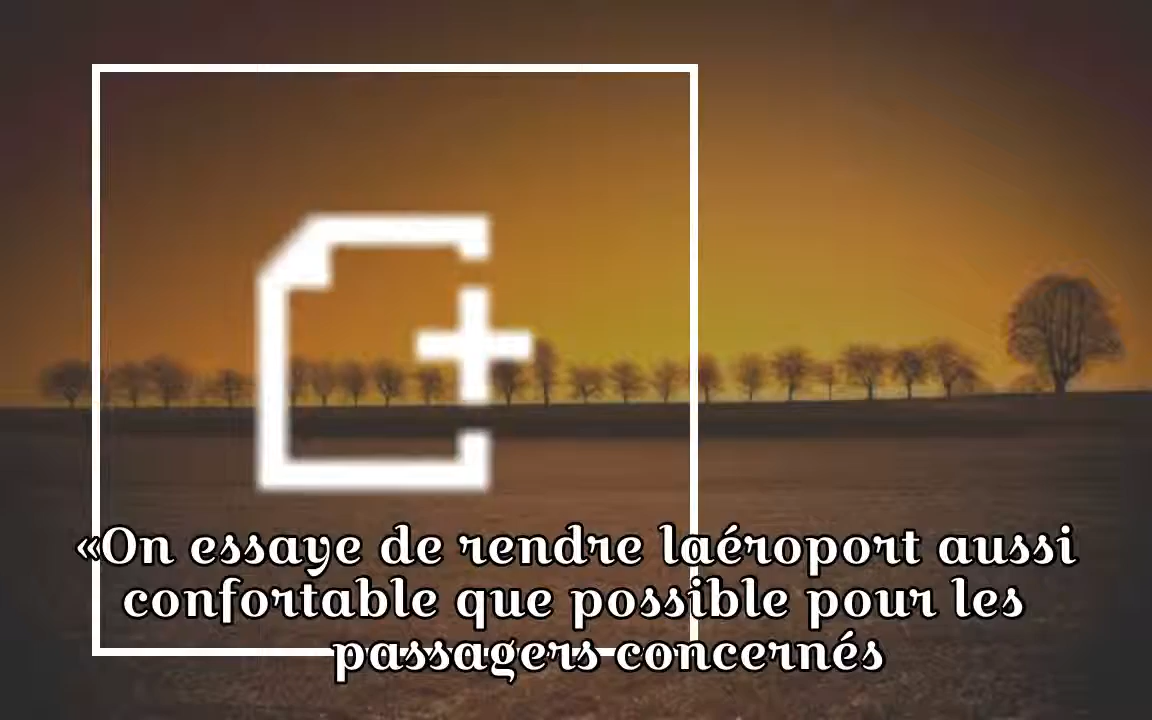 «On essaye de rendre laéroport aussi
confortable que possible pour les
passagers concernés